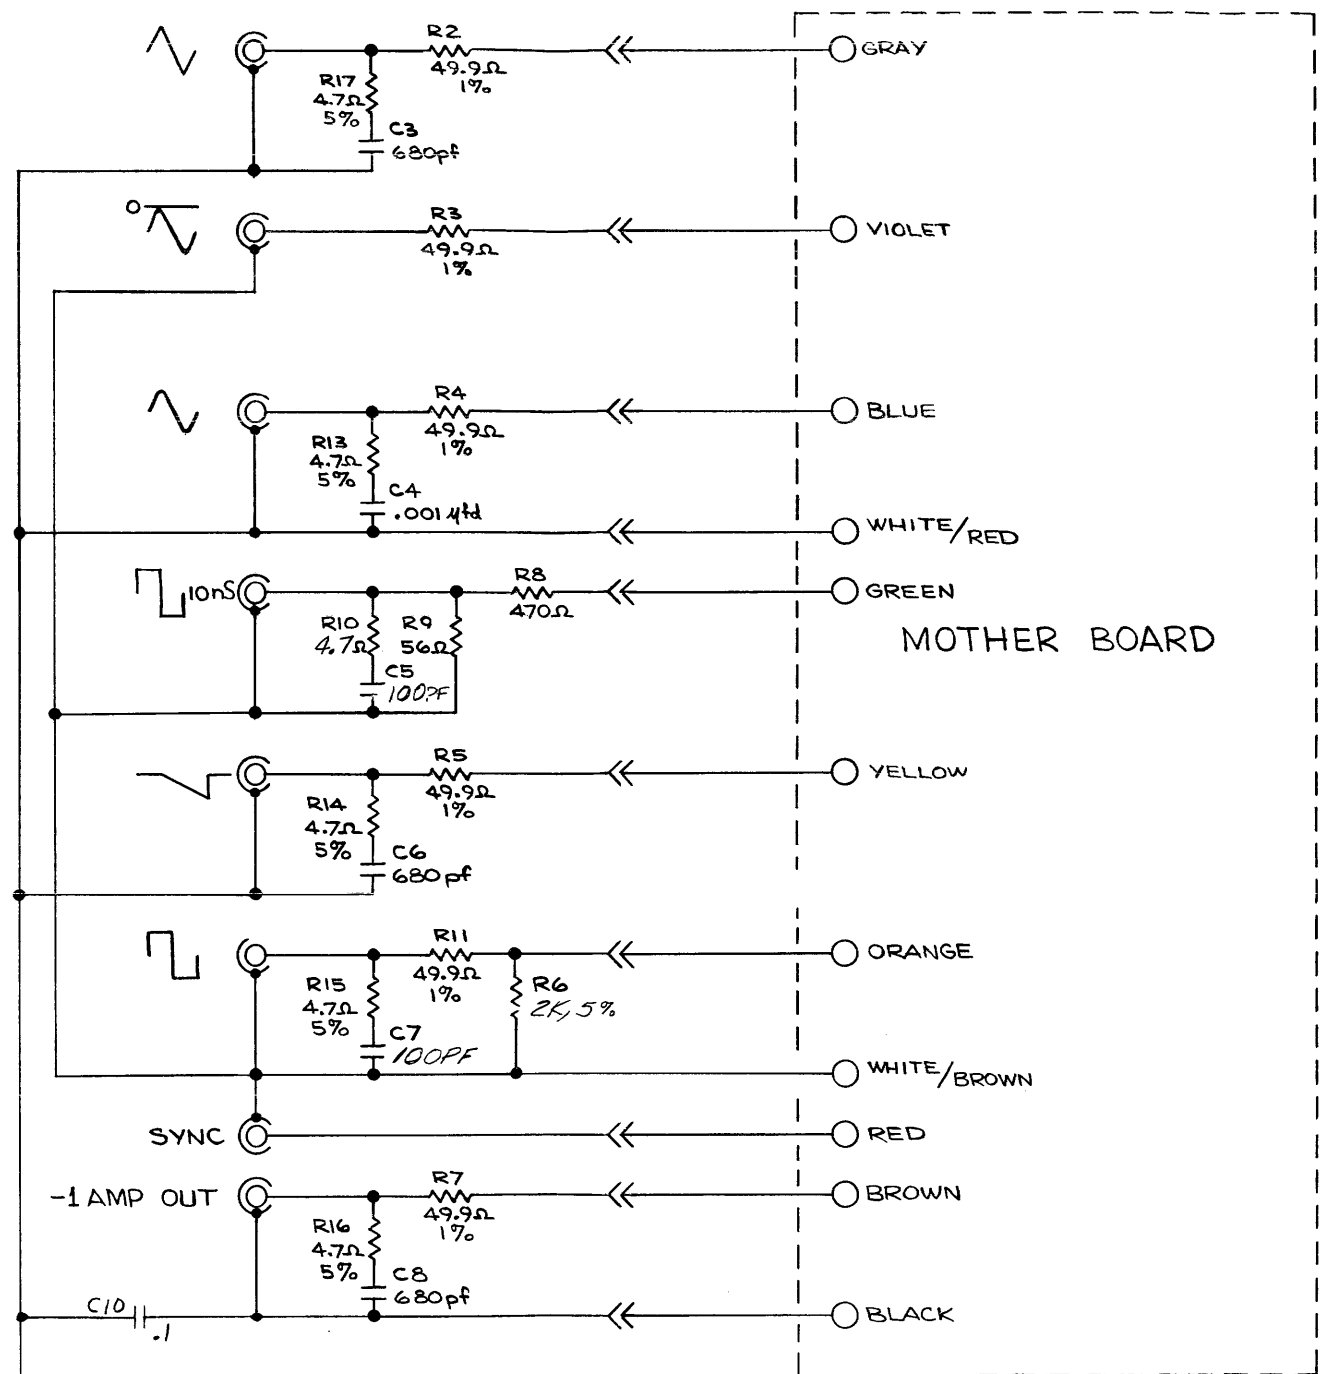 R2
GRAY
49.9Ω
1%
R17
4.7Ω
5%
C3
680pf
R3
VIOLET
49.9Ω
1%
R4
BLUE
49.9Ω
1%
R13
4.7Ω
5%
C4
.001µfd
WHITE/RED
10nS
R8
GREEN
470Ω
R10
4.7Ω
R9
56Ω
MOTHER BOARD
C5
100PF
R5
YELLOW
49.9Ω
1%
R14
4.7Ω
5%
C6
680pf
R11
ORANGE
49.9Ω
1%
R15
4.7Ω
5%
R6
2K, 5%
C7
100PF
WHITE/BROWN
SYNC
RED
-1 AMP OUT
R7
BROWN
49.9Ω
1%
R16
4.7Ω
5%
C8
680pf
C10
.1
BLACK